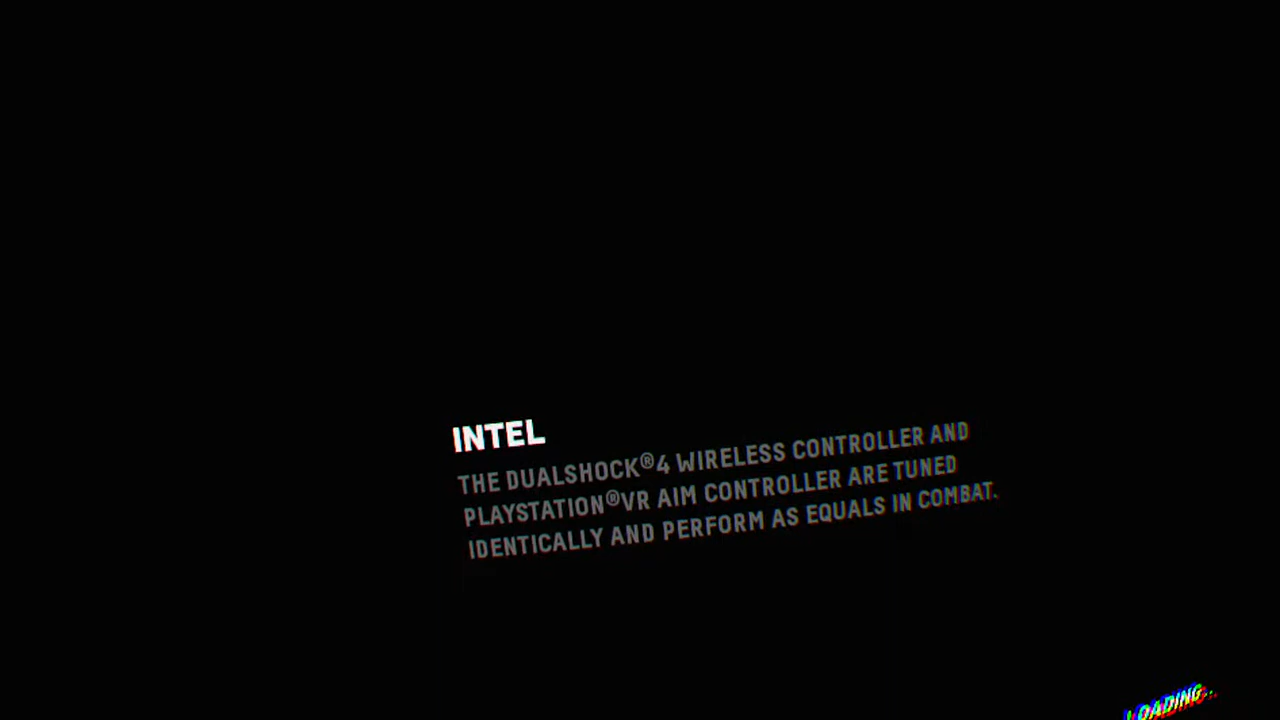 INTEL
THE DUALSHOCK®4 WIRELESS CONTROLLER AND
PLAYSTATION®VR AIM CONTROLLER ARE TUNED
IDENTICALLY AND PERFORM AS EQUALS IN COMBAT.
LOADING..